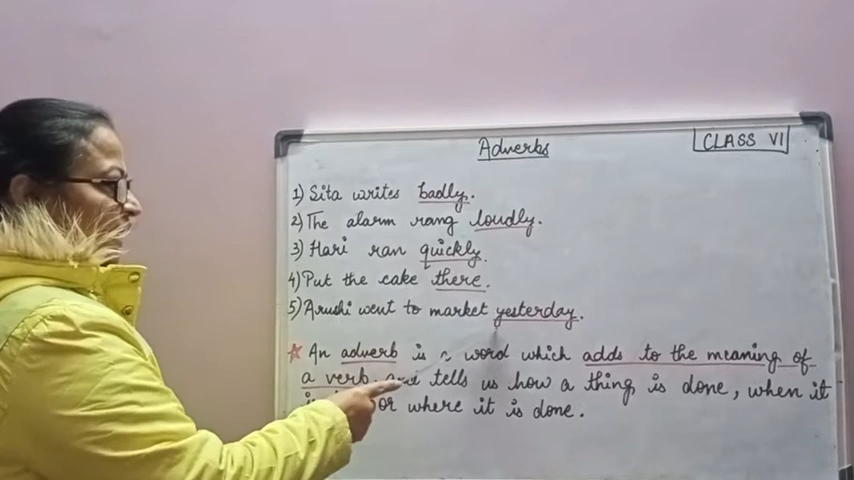 Adverbs
CLASS VI
1) Sita writes badly.
2) The alarm rang loudly.
3) Hari ran quickly.
4) Put the cake there.
5) Arushi went to market yesterday.
☆ An adverb is a word which adds to the meaning of
a verb and tells us how a thing is done, when it
or where it is done.